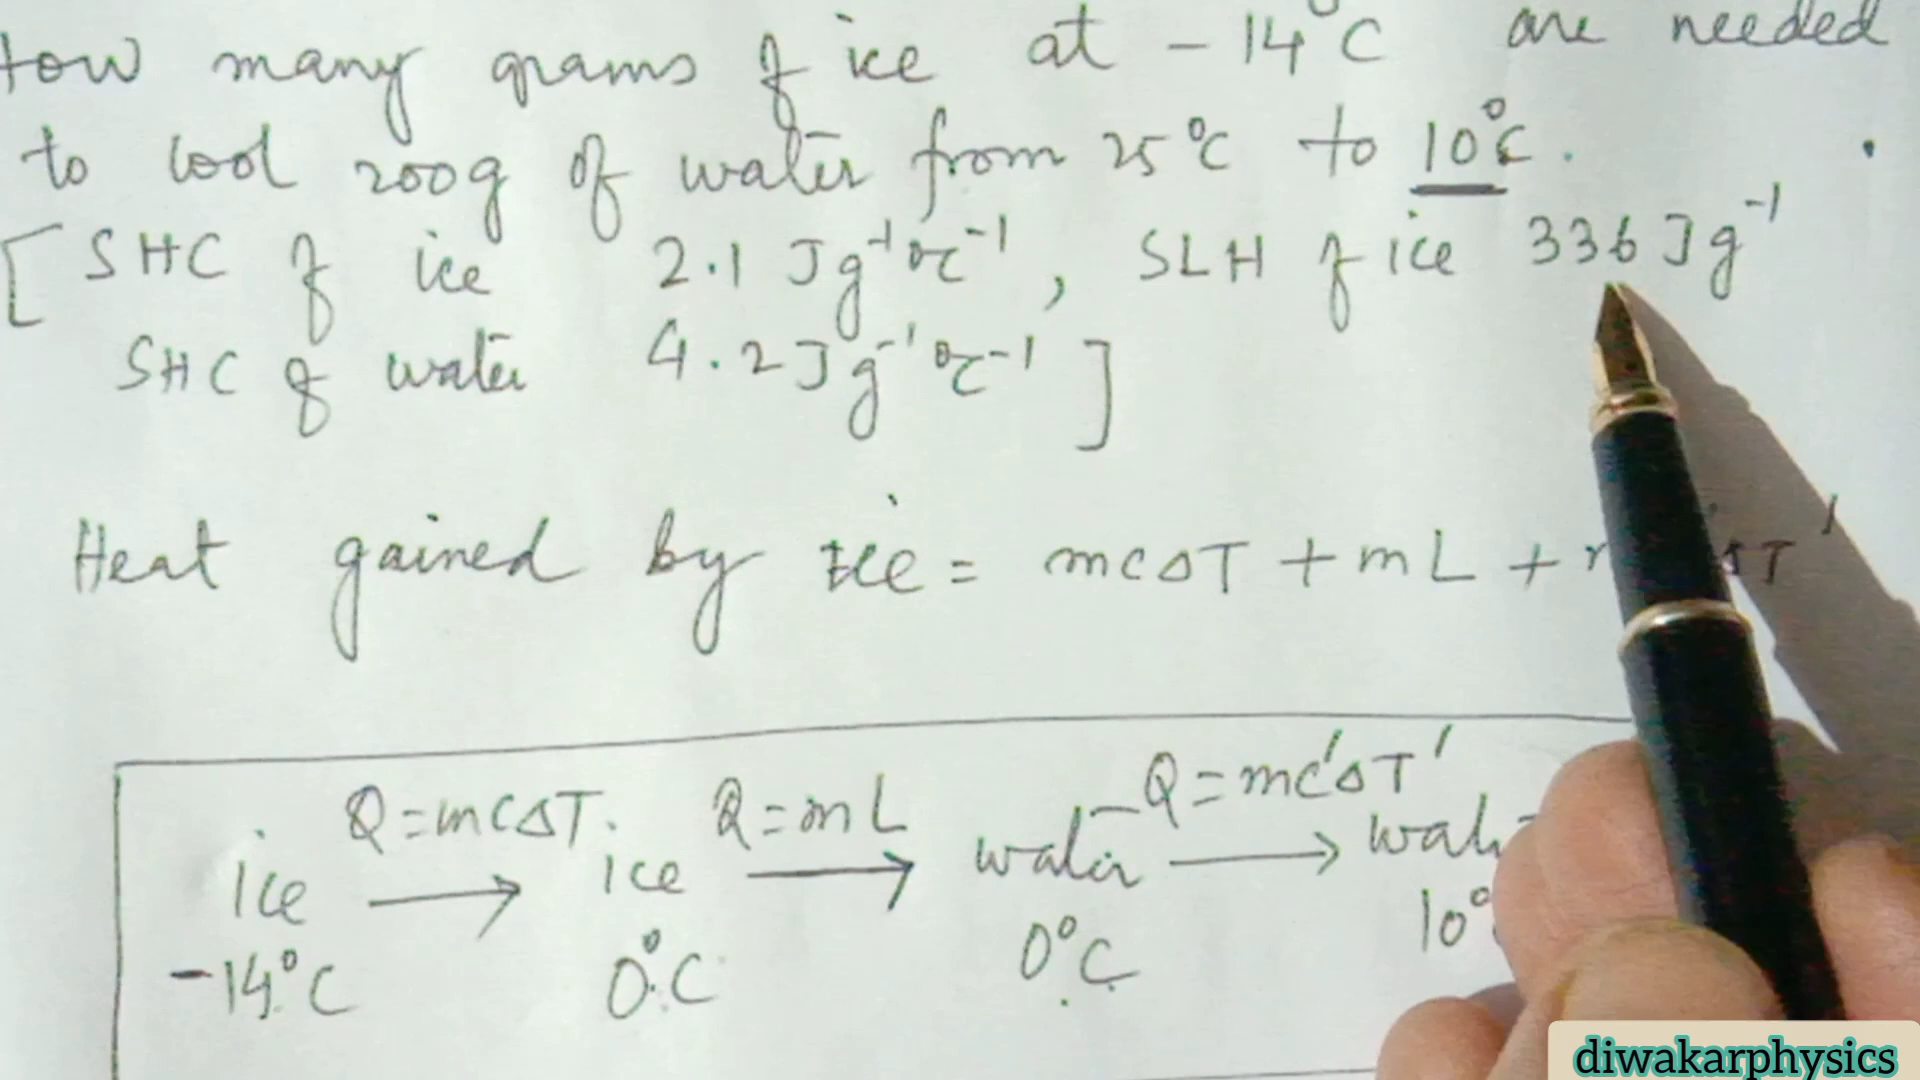 How many grams of ice at -14°C are needed
to cool 200g of water from 25°C to 10°C.
[SHC of ice 2.1 Jg⁻¹°C⁻¹, SLH of ice 336 Jg⁻¹
SHC of water 4.2 Jg⁻¹°C⁻¹]
Heat gained by ice = mcΔT + mL + ΔT'
Q=mcΔT. Q=mL Q=mc'ΔT'
ice → ice → water → wate
-14°C 0°C 0°C 10°
diwakarphysics